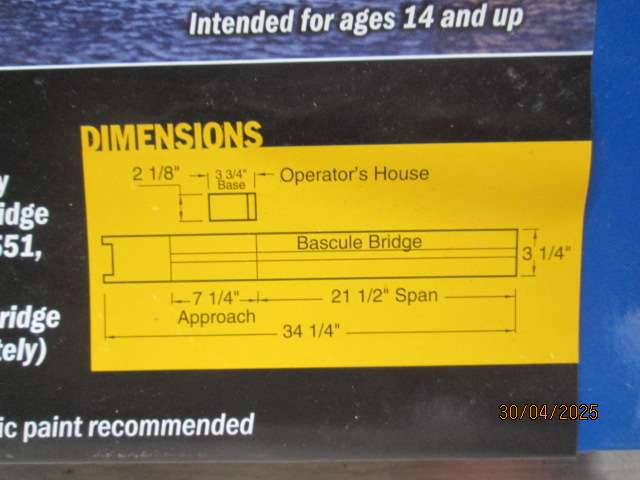 Intended for ages 14 and up
DIMENSIONS
2 1/8"
3 3/4"
Base
Operator's House
Bascule Bridge
3 1/4"
7 1/4"
Approach
21 1/2" Span
34 1/4"
ridge
tely)
ic paint recommended
30/04/2025